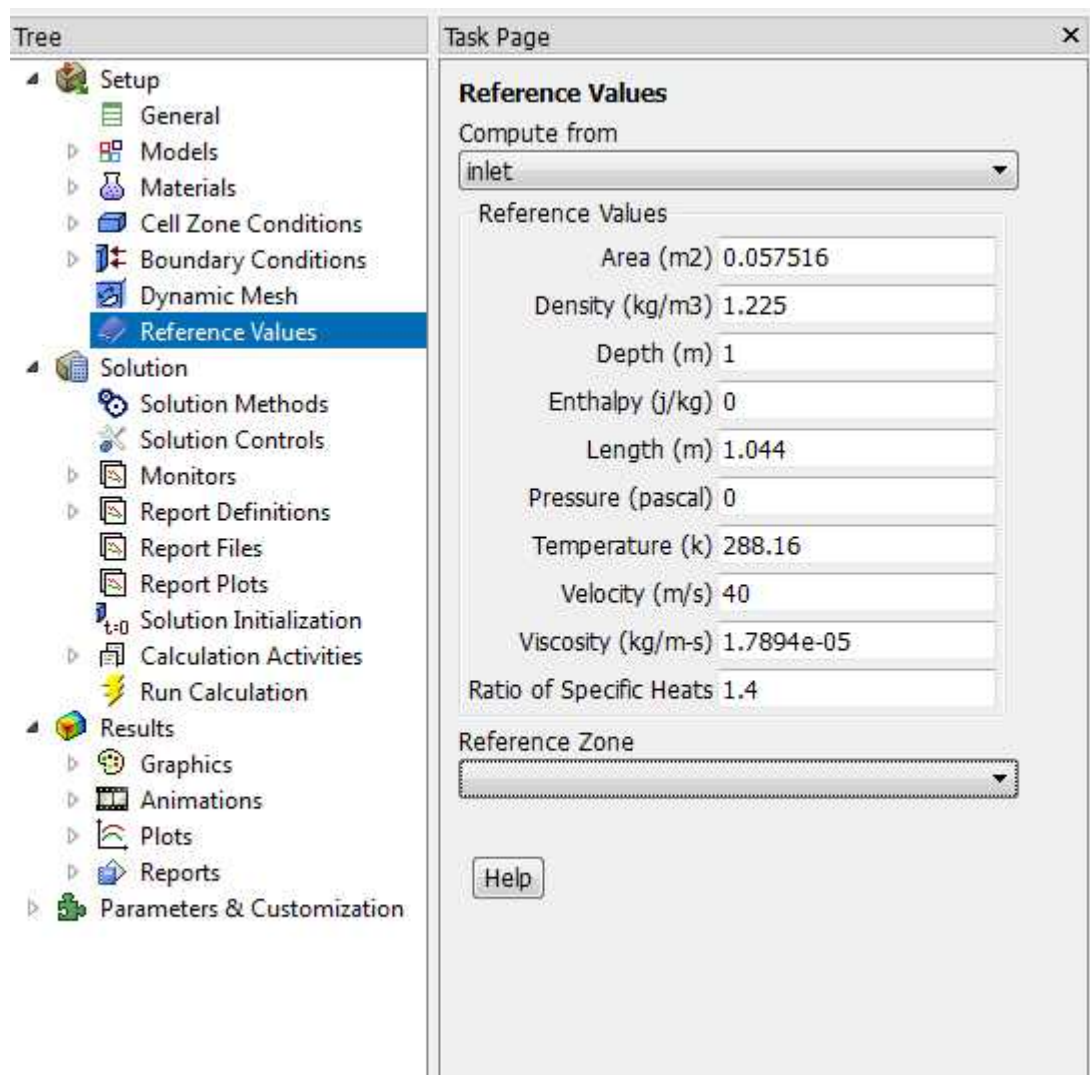 Tree
Setup
General
Models
Materials
Cell Zone Conditions
Boundary Conditions
Dynamic Mesh
Reference Values
Solution
Solution Methods
Solution Controls
Monitors
Report Definitions
Report Files
Report Plots
t=0 Solution Initialization
Calculation Activities
Run Calculation
Results
Graphics
Animations
Plots
Reports
Parameters & Customization
Task Page
Reference Values
Compute from
inlet
Reference Values
Area (m2) 0.057516
Density (kg/m3) 1.225
Depth (m) 1
Enthalpy (j/kg) 0
Length (m) 1.044
Pressure (pascal) 0
Temperature (k) 288.16
Velocity (m/s) 40
Viscosity (kg/m-s) 1.7894e-05
Ratio of Specific Heats 1.4
Reference Zone
Help